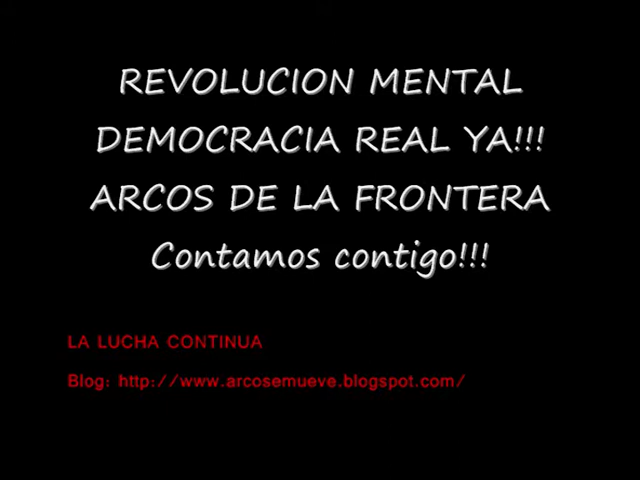 REVOLUCION MENTAL
DEMOCRACIA REAL YA!!!
ARCOS DE LA FRONTERA
Contamos contigo!!!
LA LUCHA CONTINUA
Blog: http://www.arcosemueve.blogspot.com/